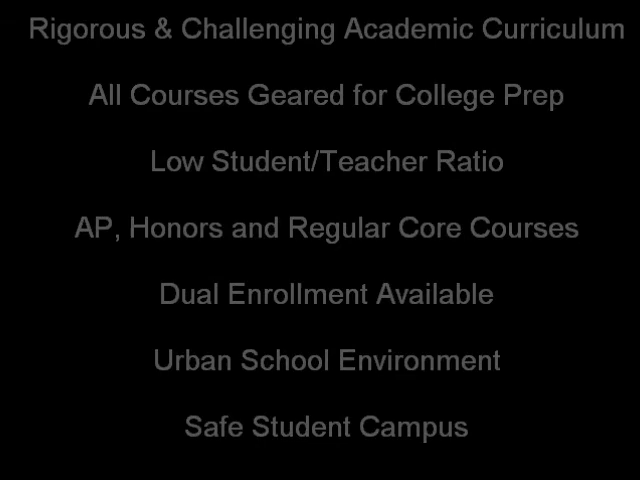 Rigorous & Challenging Academic Curriculum
All Courses Geared for College Prep
Low Student/Teacher Ratio
AP, Honors and Regular Core Courses
Dual Enrollment Available
Urban School Environment
Safe Student Campus